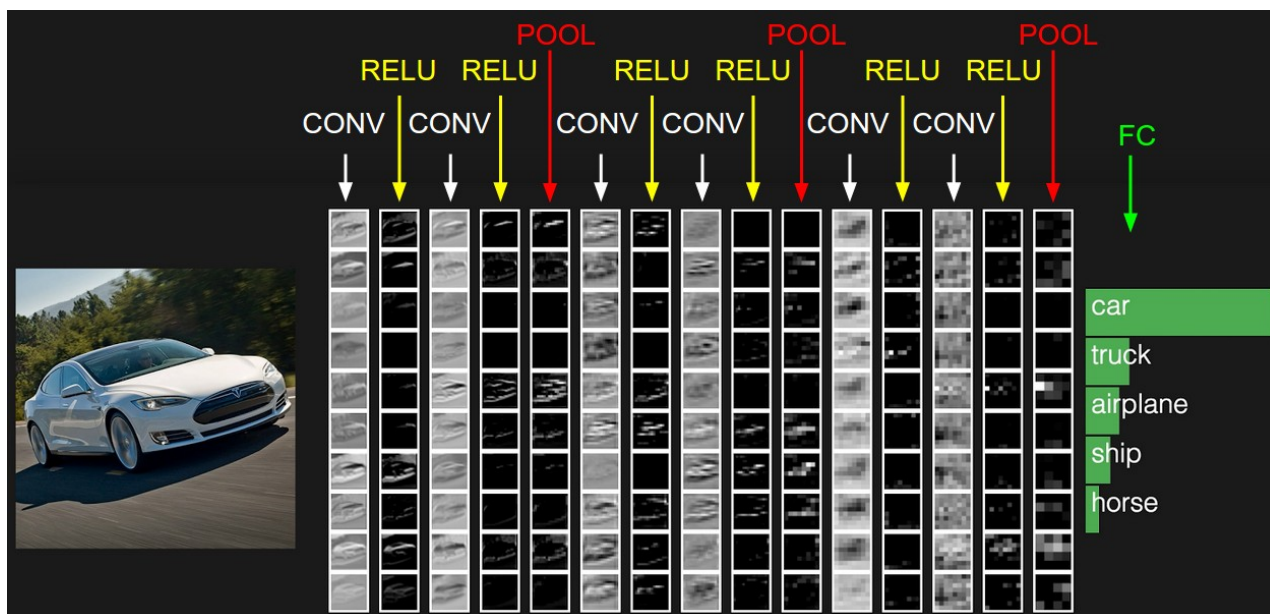 POOL POOL POOL
RELU RELU RELU RELU RELU RELU
CONV CONV CONV CONV CONV CONV
FC
car
truck
airplane
ship
horse